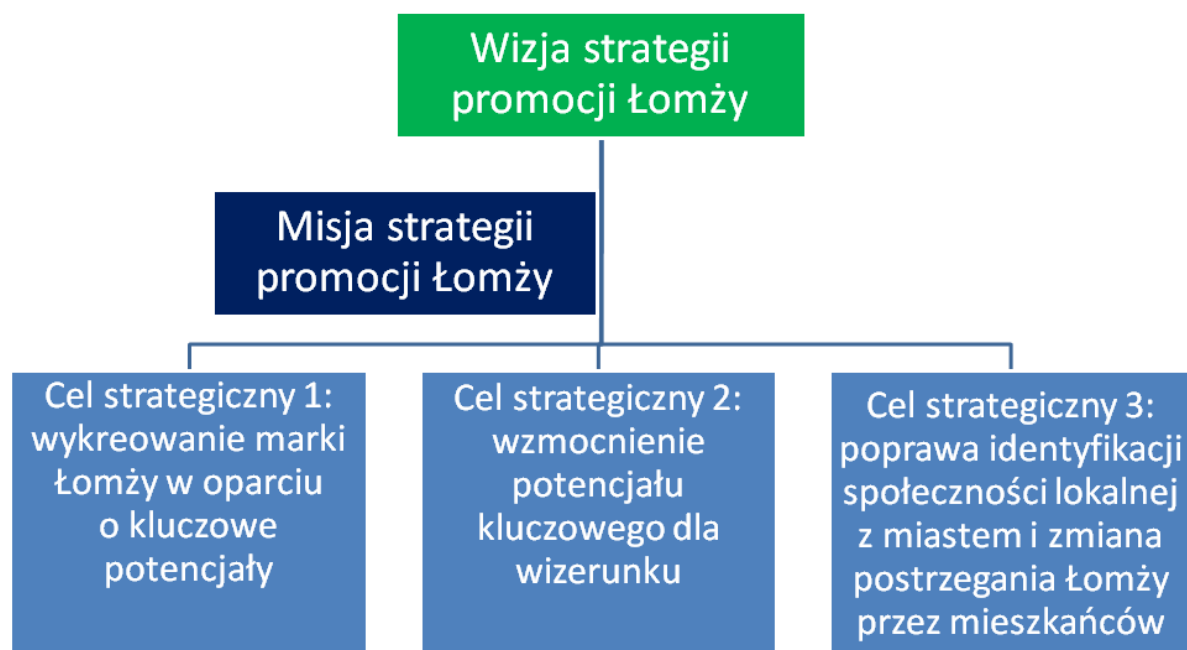 Wizja strategii
promocji Łomży
Misja strategii
promocji Łomży
Cel strategiczny 1:
wykreowanie marki
Łomży w oparciu
o kluczowe
potencjały
Cel strategiczny 2:
wzmocnienie
potencjału
kluczowego dla
wizerunku
Cel strategiczny 3:
poprawa identyfikacji
społeczności lokalnej
z miastem i zmiana
postrzegania Łomży
przez mieszkańców